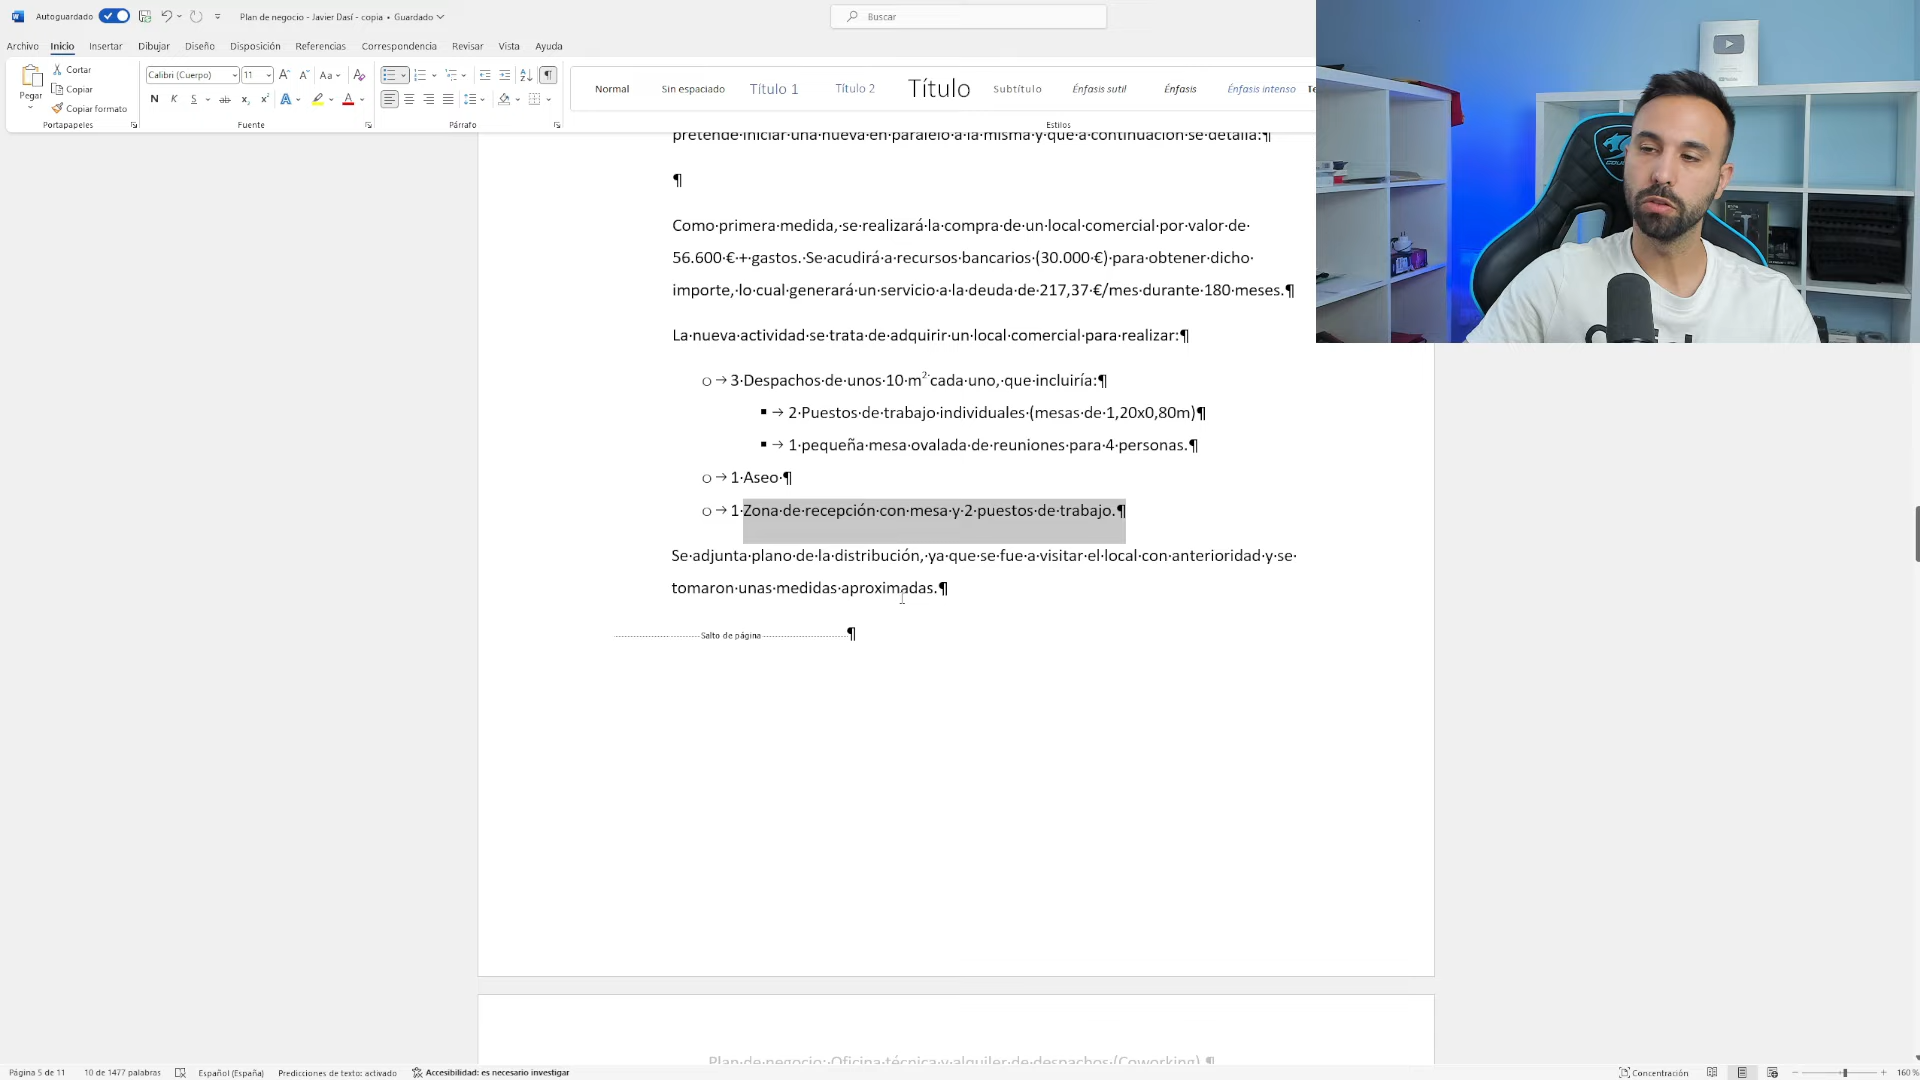 Autoguardado
Plan de negocio - Javier Dasí - copia • Guardado
Buscar
Archivo Inicio Insertar Dibujar Diseño Disposición Referencias Correspondencia Revisar Vista Ayuda
Pegar
Cortar
Copiar
Copiar formato
Portapapeles
Calibri (Cuerpo) 11
Fuente
Párrafo
Normal Sin espaciado Título 1 Título 2 Título Subtítulo Énfasis sutil Énfasis Énfasis intenso
Estilos
pretende iniciar una nueva en paralelo a la misma y que a continuación se detalla:¶
¶
Como primera medida, se realizará la compra de un local comercial por valor de
56.600 € + gastos. Se acudirá a recursos bancarios (30.000 €) para obtener dicho
importe, lo cual generará un servicio a la deuda de 217,37 €/mes durante 180 meses.¶
La nueva actividad se trata de adquirir un local comercial para realizar:¶
o → 3 Despachos de unos 10 m² cada uno, que incluiría:¶
▪ → 2 Puestos de trabajo individuales (mesas de 1,20x0,80m)¶
▪ → 1 pequeña mesa ovalada de reuniones para 4 personas.¶
o → 1 Aseo ¶
o → 1 Zona de recepción con mesa y 2 puestos de trabajo.¶
Se adjunta plano de la distribución, ya que se fue a visitar el local con anterioridad y se
tomaron unas medidas aproximadas.¶
Salto de página ¶
Plan de negocio: Oficina técnica y alquiler de despachos (Coworking) ¶
Página 5 de 11 10 de 1477 palabras Español (España) Predicciones de texto: activado Accesibilidad: es necesario investigar Concentración 160 %